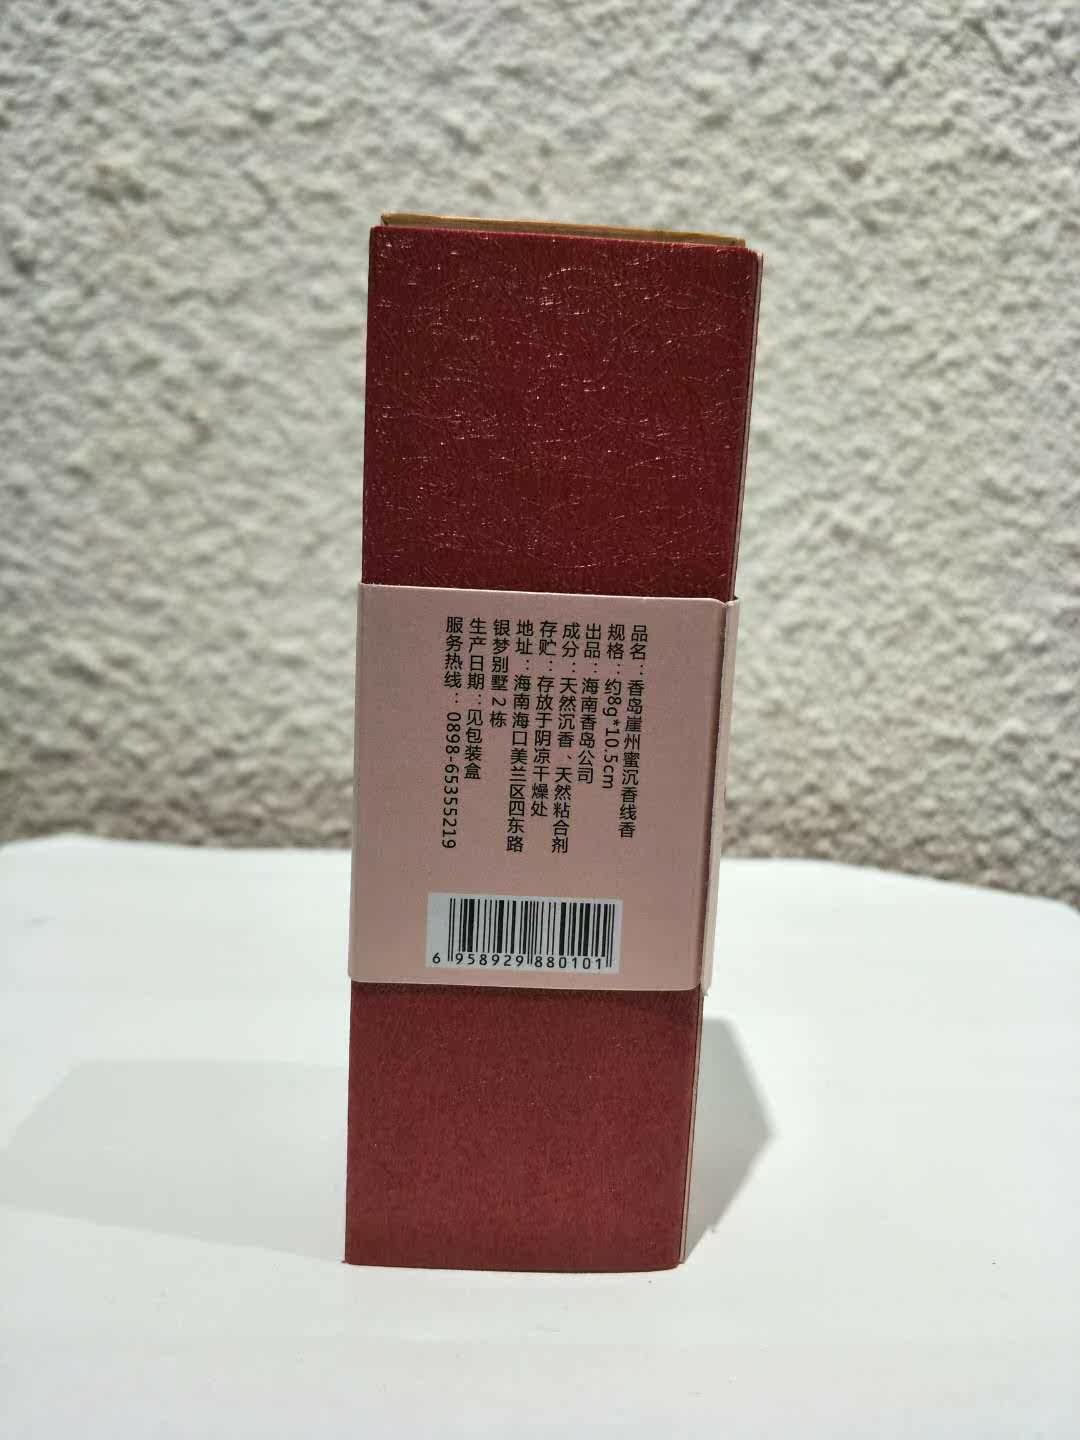 品名：香岛崖州蜜沉香线香
规格：约8g*10.5cm
出品：海南香岛公司
成分：天然沉香、天然粘合剂
存贮：存放于阴凉干燥处
地址：海南海口美兰区四东路
银梦别墅2栋
生产日期：见包装盒
服务热线：0898-65355219
6 958929 880101